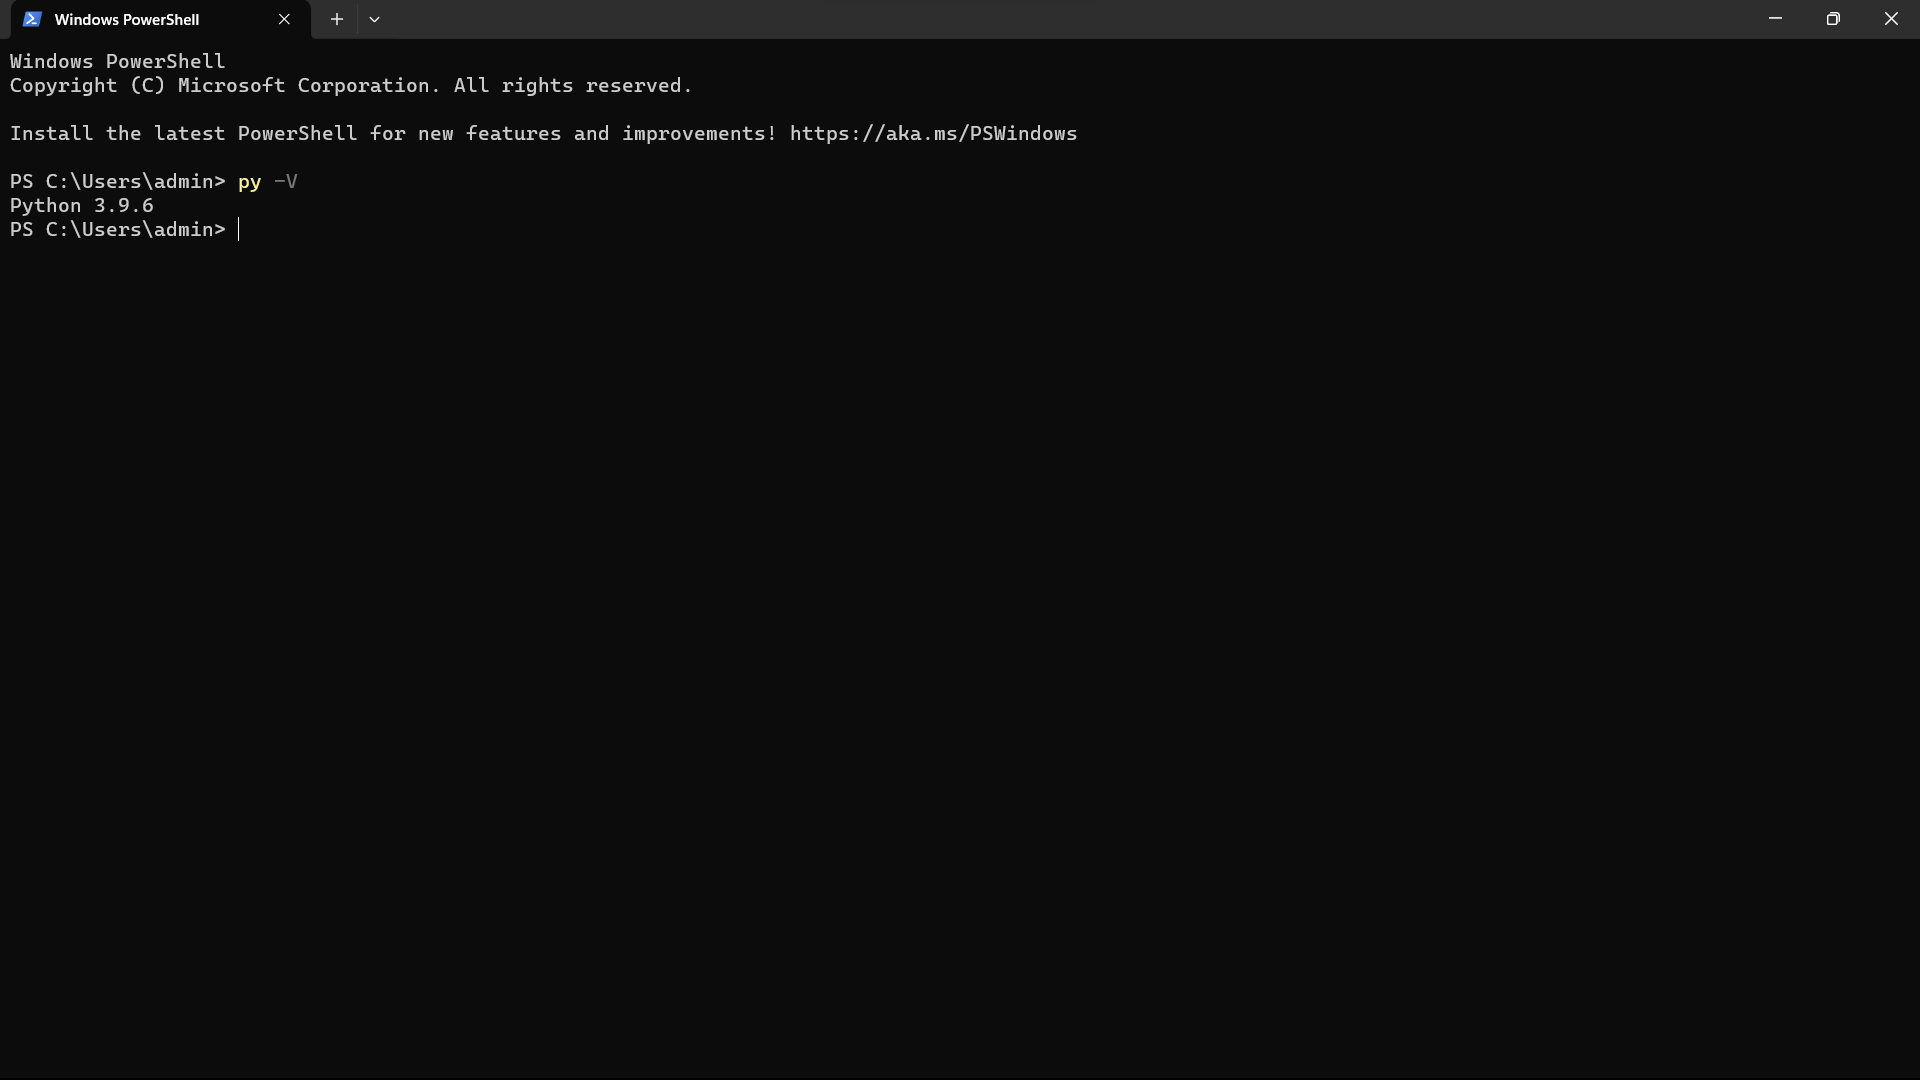 Windows PowerShell
Windows PowerShell
Copyright (C) Microsoft Corporation. All rights reserved.
Install the latest PowerShell for new features and improvements! https://aka.ms/PSWindows
PS C:\Users\admin> py -V
Python 3.9.6
PS C:\Users\admin>